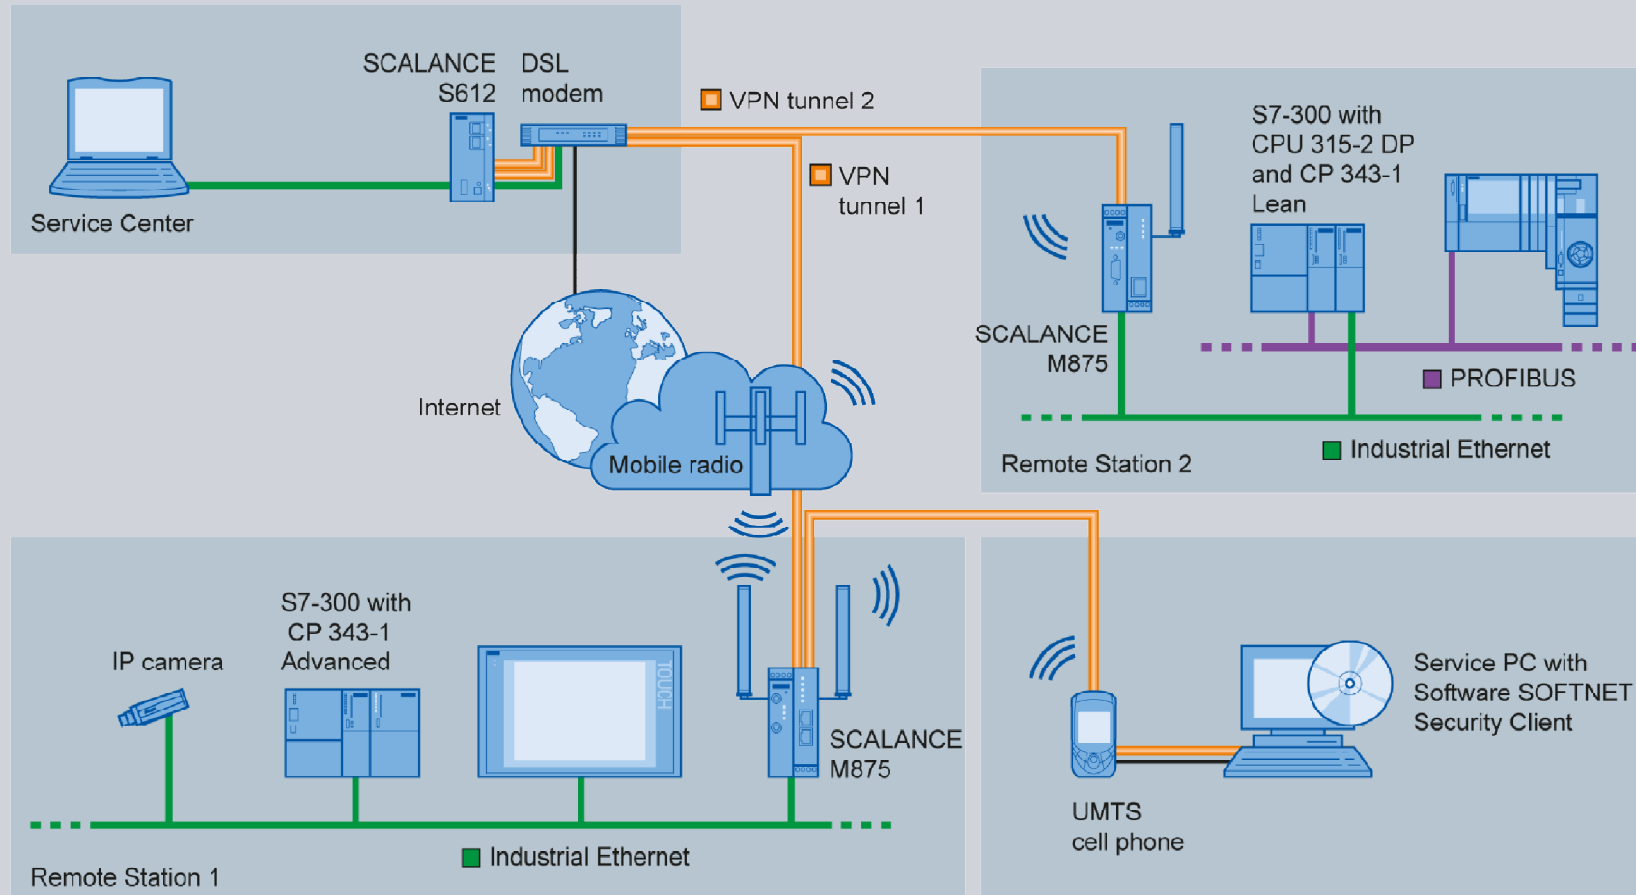 SCALANCE
S612
DSL
modem
VPN tunnel 2
VPN
tunnel 1
Service Center
S7-300 with
CPU 315-2 DP
and CP 343-1
Lean
SCALANCE
M875
PROFIBUS
Internet
Mobile radio
Industrial Ethernet
Remote Station 2
S7-300 with
CP 343-1
Advanced
IP camera
TOUCH
SCALANCE
M875
Service PC with
Software SOFTNET
Security Client
UMTS
cell phone
Industrial Ethernet
Remote Station 1